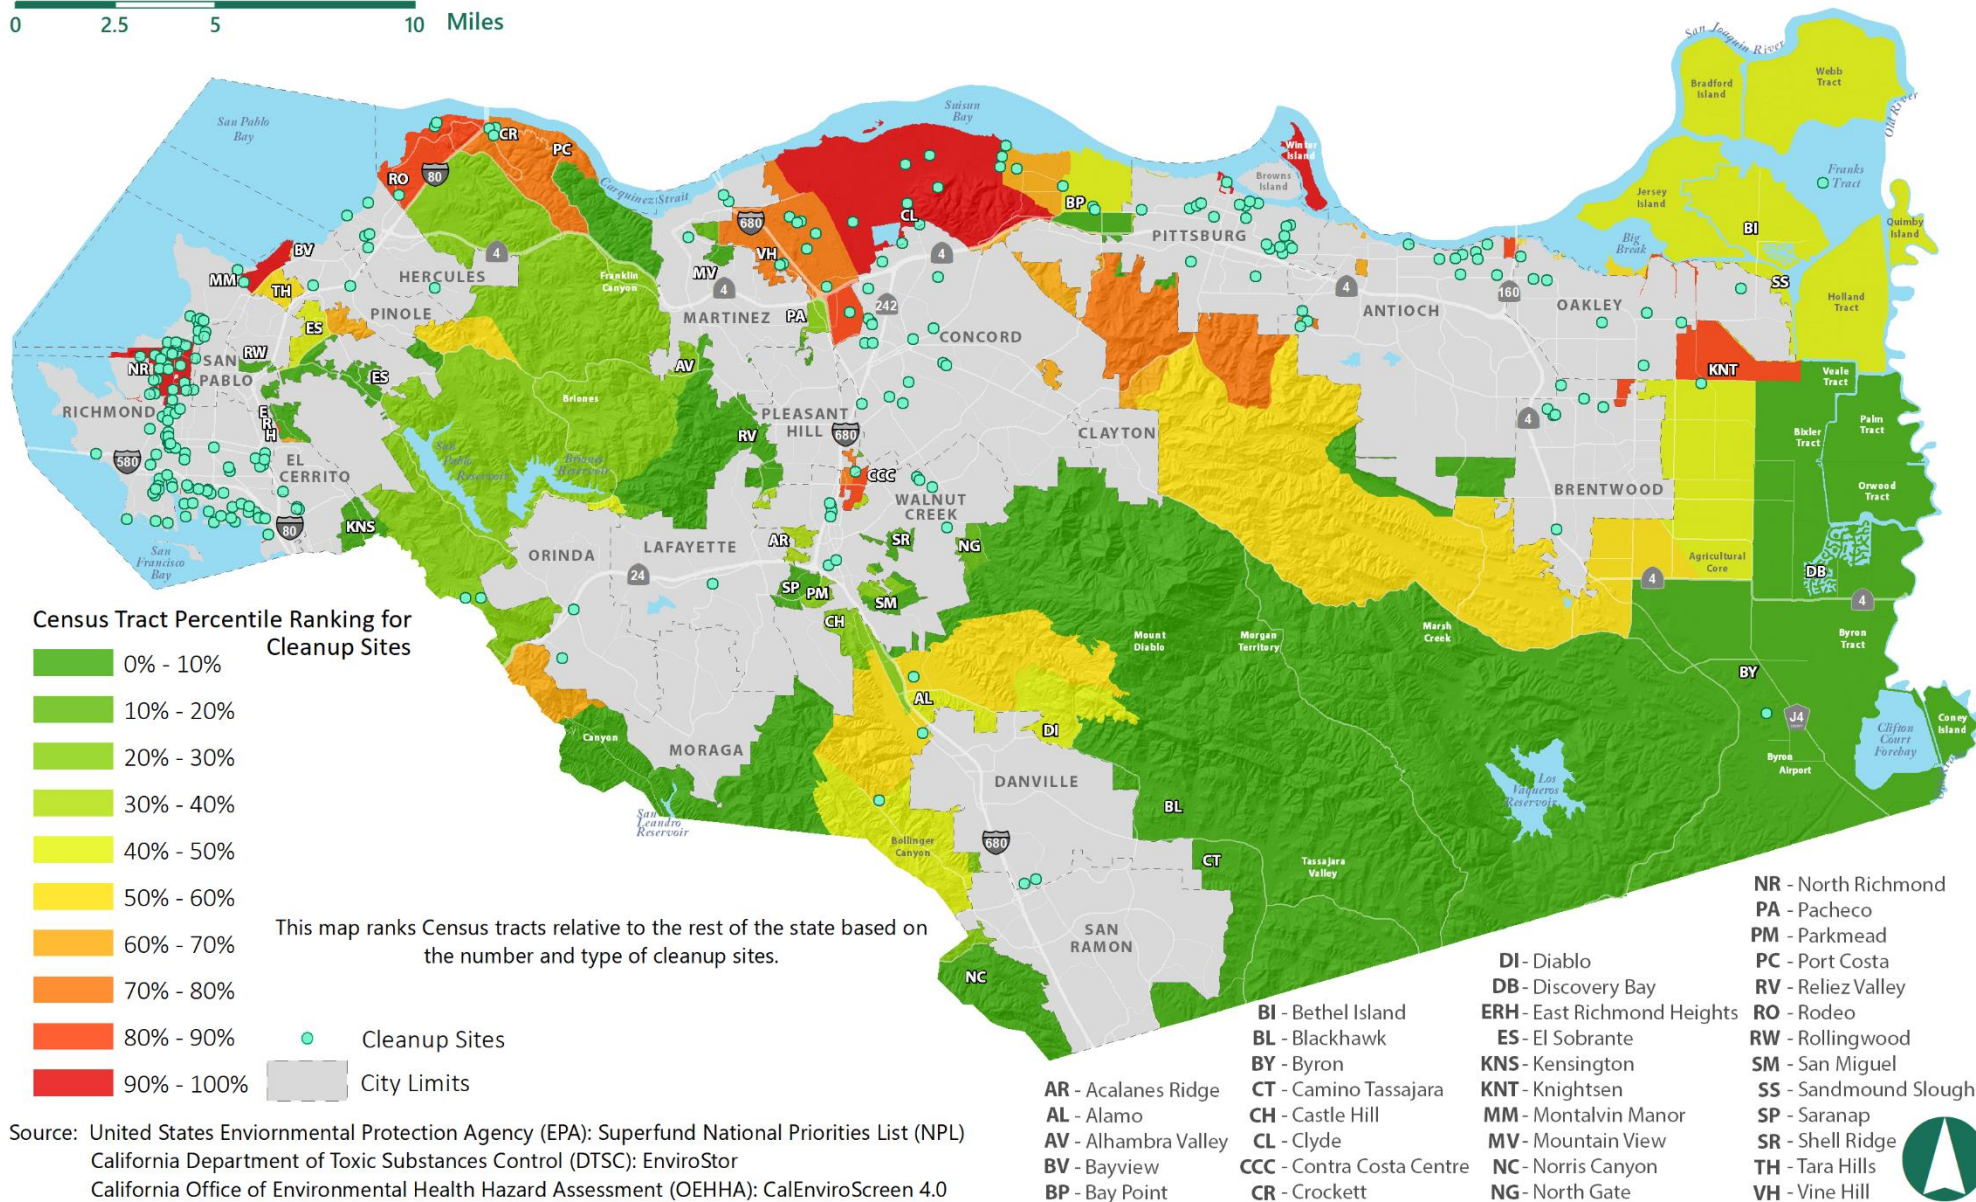 0 2.5 5 10 Miles
San Joaquin River
Webb
Tract
Bradford
Island
Old River
Suisun
Bay
San Pablo
Bay
CR
PC
Winter
Island
RO
80
Carquinez Strait
Browns
Island
Franks
Tract
Jersey
Island
BP
CL
680
Quimby
Island
BI
PITTSBURG
4
BV
4
VH
Big
Break
MM
HERCULES
Franklin
Canyon
MV
4
SS
TH
4
160
OAKLEY
Holland
Tract
242
PINOLE
MARTINEZ
PA
ANTIOCH
ES
CONCORD
RW
SAN
PABLO
NR
AV
KNT
Veale
Tract
ES
Briones
RICHMOND
E
R
H
PLEASANT
HILL
RV
680
CLAYTON
4
Palm
Tract
Bixler
Tract
San
Pablo
Reservoir
Briones
Reservoir
580
EL
CERRITO
CCC
BRENTWOOD
Orwood
Tract
WALNUT
CREEK
80
KNS
AR
SR
NG
San
Francisco
Bay
ORINDA
LAFAYETTE
Agricultural
Core
24
SP
PM
SM
4
DB
4
CH
Mount
Diablo
Morgan
Territory
Marsh
Creek
Byron
Tract
BY
AL
DI
J4
Coney
Island
Canyon
MORAGA
Clifton
Court
Forebay
Byron
Airport
DANVILLE
Los
Vaqueros
Reservoir
BL
San
Leandro
Reservoir
Bollinger
Canyon
680
CT
Tassajara
Valley
SAN
RAMON
NC
Census Tract Percentile Ranking for
Cleanup Sites
0% - 10%
10% - 20%
20% - 30%
30% - 40%
40% - 50%
50% - 60%
60% - 70%
70% - 80%
80% - 90%
90% - 100%
This map ranks Census tracts relative to the rest of the state based on
the number and type of cleanup sites.
Cleanup Sites
City Limits
AR - Acalanes Ridge
AL - Alamo
AV - Alhambra Valley
BV - Bayview
BP - Bay Point
BI - Bethel Island
BL - Blackhawk
BY - Byron
CT - Camino Tassajara
CH - Castle Hill
CL - Clyde
CCC - Contra Costa Centre
CR - Crockett
DI - Diablo
DB - Discovery Bay
ERH - East Richmond Heights
ES - El Sobrante
KNS - Kensington
KNT - Knightsen
MM - Montalvin Manor
MV - Mountain View
NC - Norris Canyon
NG - North Gate
NR - North Richmond
PA - Pacheco
PM - Parkmead
PC - Port Costa
RV - Reliez Valley
RO - Rodeo
RW - Rollingwood
SM - San Miguel
SS - Sandmound Slough
SP - Saranap
SR - Shell Ridge
TH - Tara Hills
VH - Vine Hill
Source: United States Enviornmental Protection Agency (EPA): Superfund National Priorities List (NPL)
California Department of Toxic Substances Control (DTSC): EnviroStor
California Office of Environmental Health Hazard Assessment (OEHHA): CalEnviroScreen 4.0